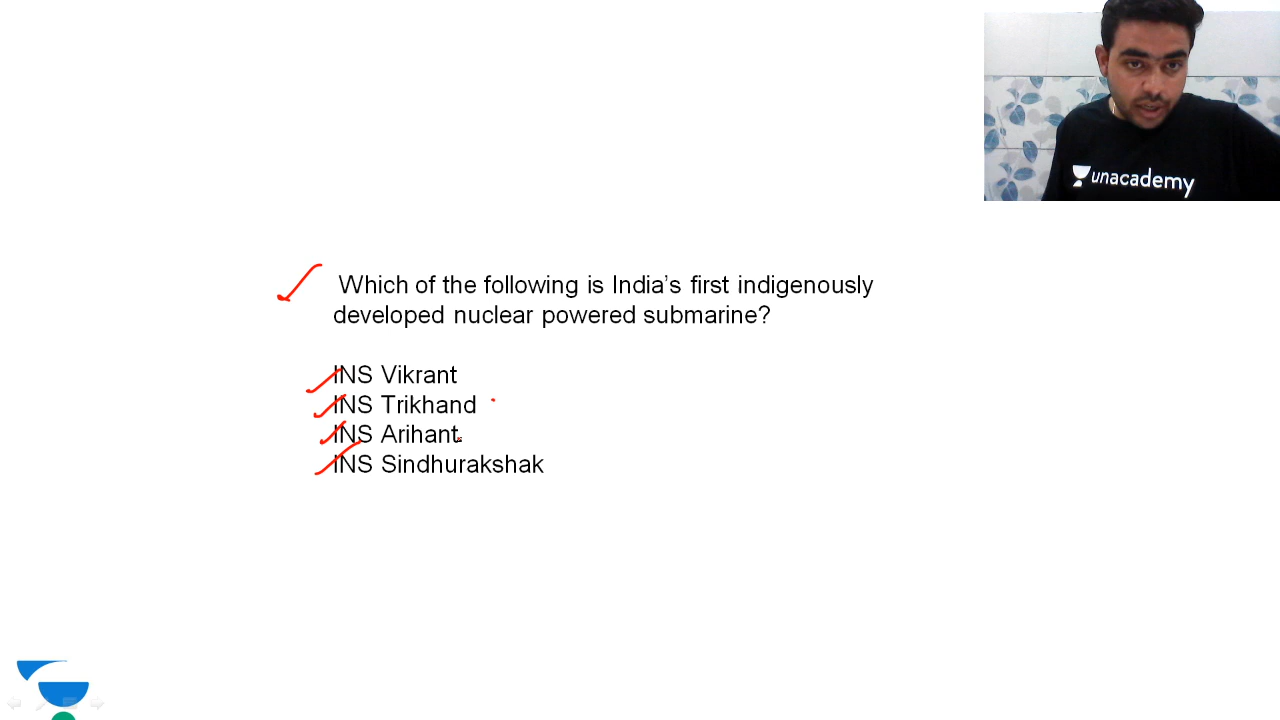 unacademy
Which of the following is India's first indigenously
developed nuclear powered submarine?
INS Vikrant
INS Trikhand
INS Arihant
INS Sindhurakshak